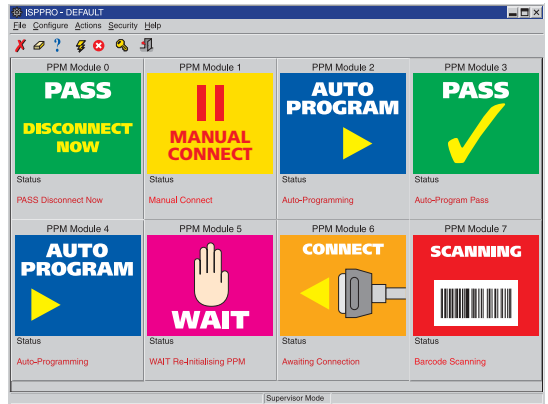 ISPPRO - DEFAULT
File Configure Actions Security Help
PPM Module 0
PASS
DISCONNECT
NOW
Status
PASS Disconnect Now
PPM Module 1
MANUAL
CONNECT
Status
Manual Connect
PPM Module 2
AUTO
PROGRAM
Status
Auto-Programming
PPM Module 3
PASS
Status
Auto-Program Pass
PPM Module 4
AUTO
PROGRAM
Status
Auto-Programming
PPM Module 5
WAIT
Status
WAIT Re-Initialising PPM
PPM Module 6
CONNECT
Status
Awaiting Connection
PPM Module 7
SCANNING
Status
Barcode Scanning
Supervisor Mode